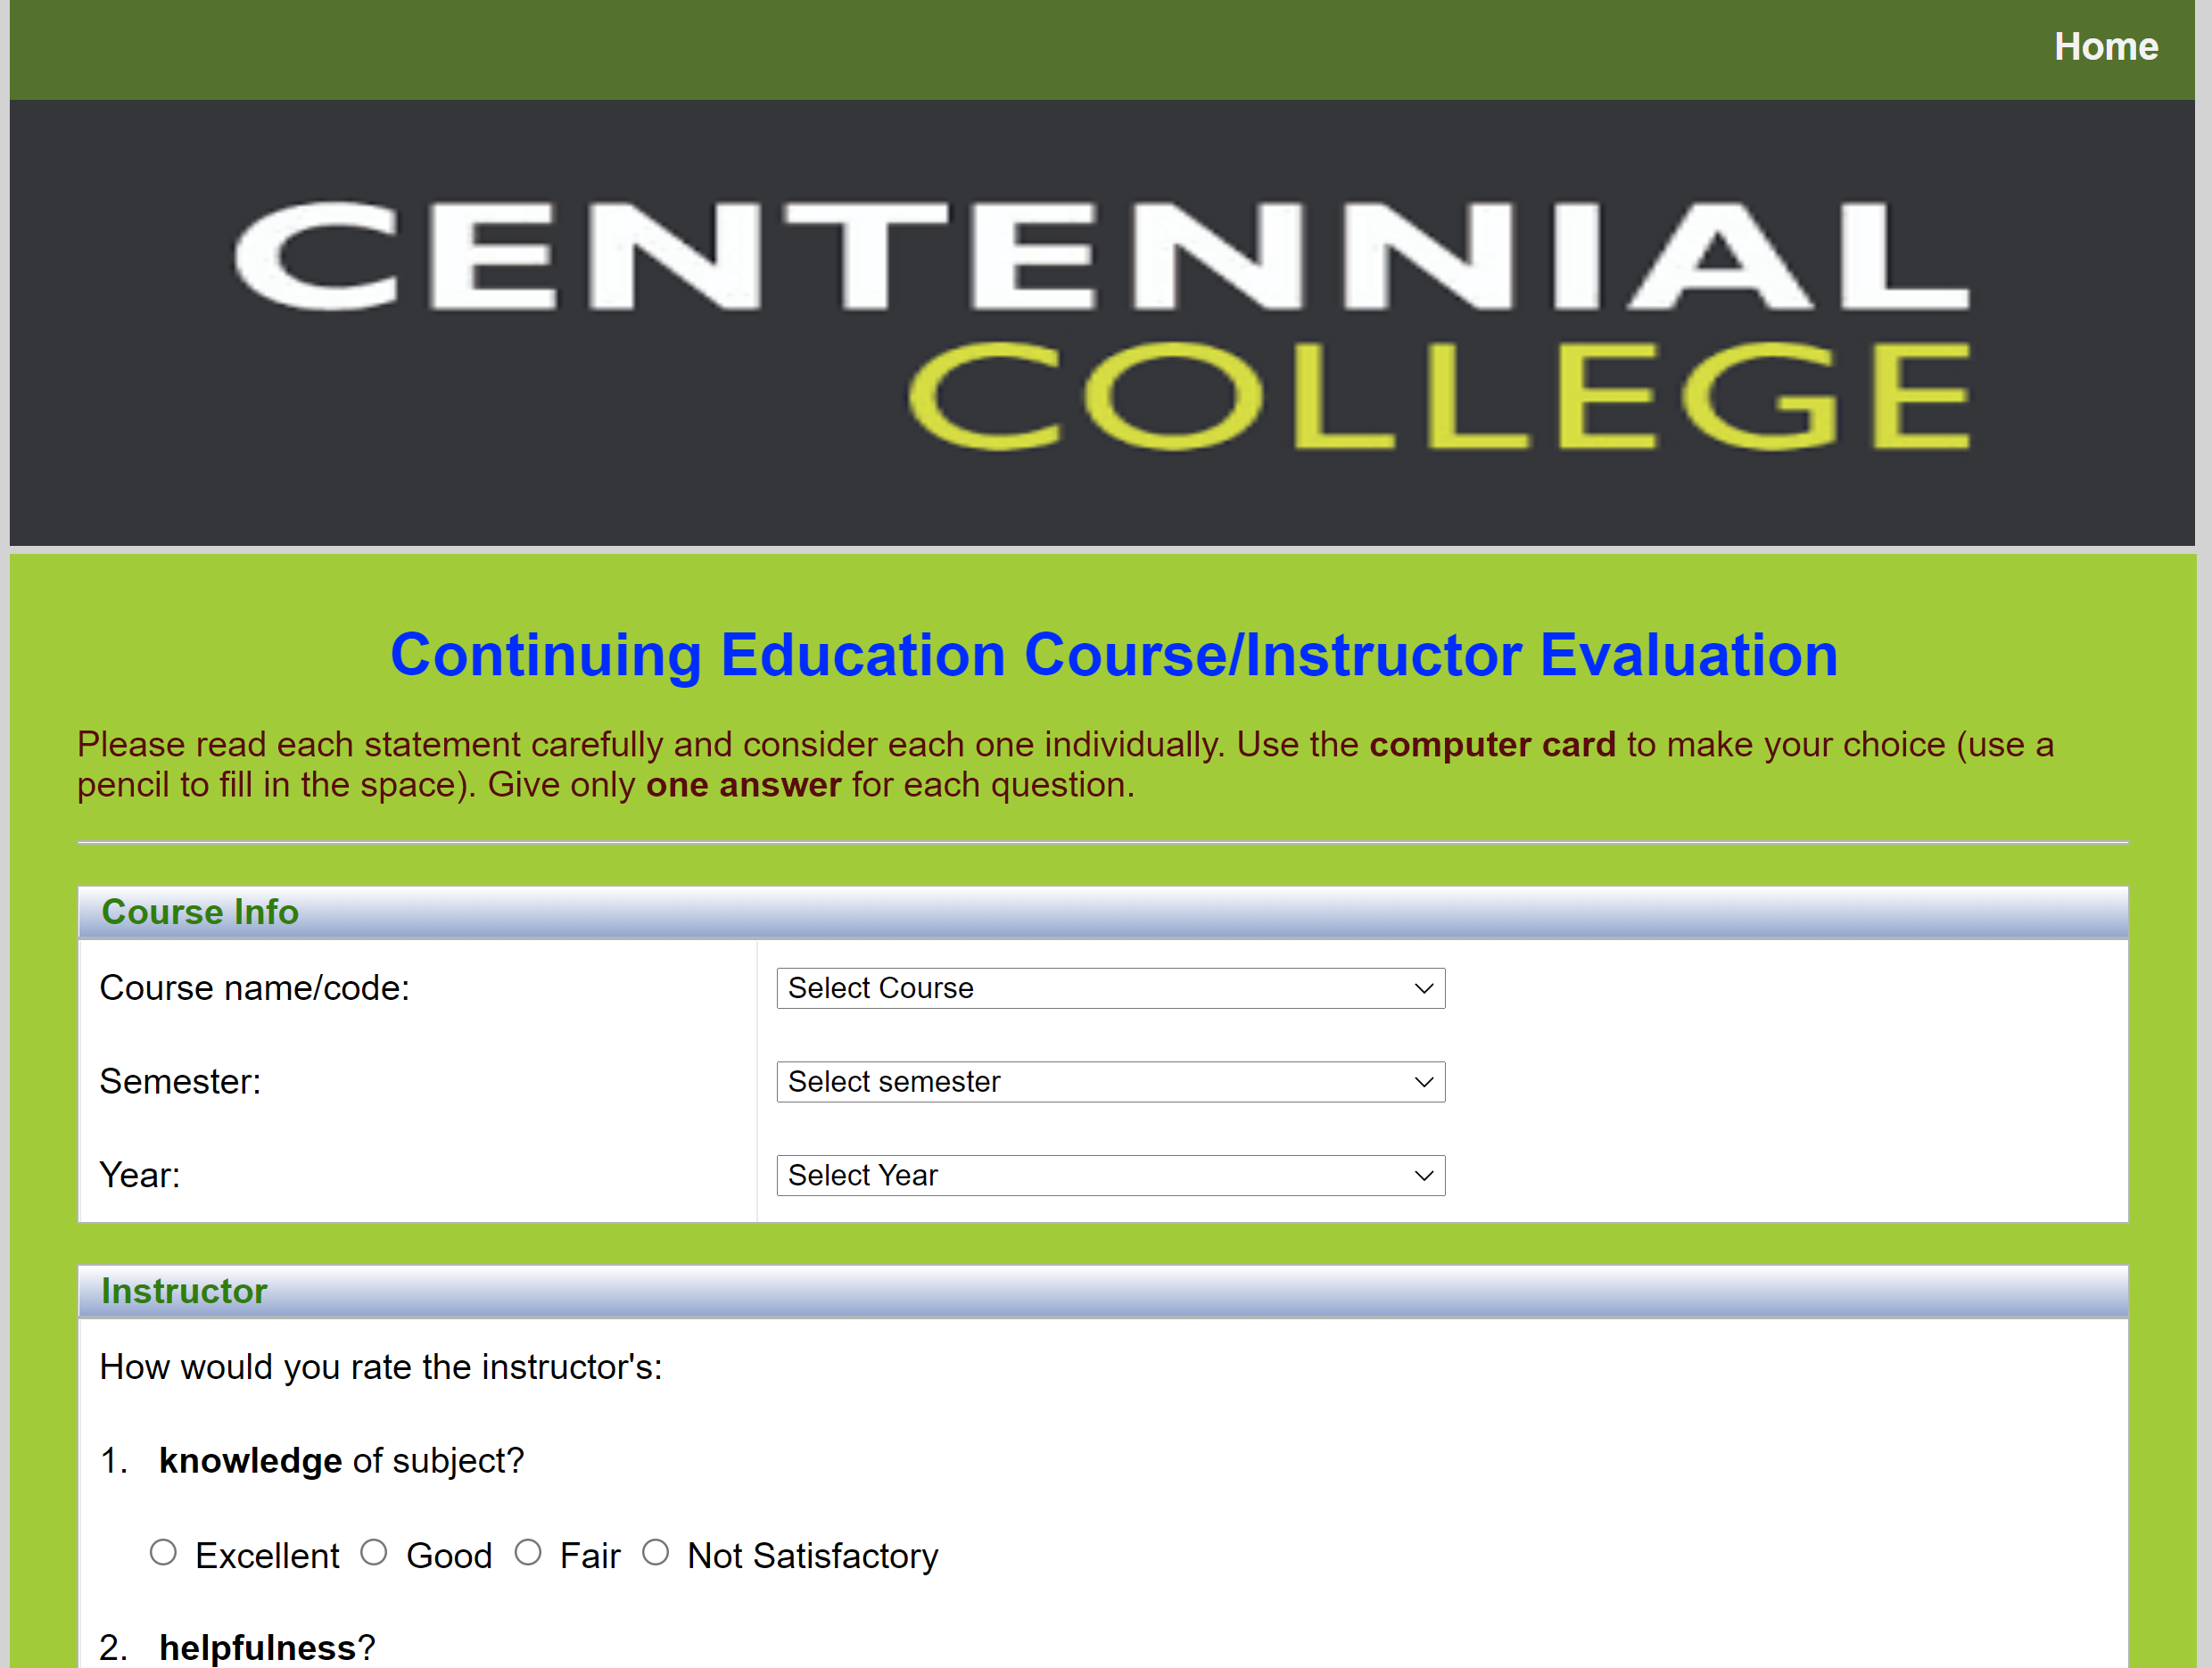 Home
CENTENNIAL
COLLEGE
Continuing Education Course/Instructor Evaluation
Please read each statement carefully and consider each one individually. Use the computer card to make your choice (use a
pencil to fill in the space). Give only one answer for each question.
Course Info
Course name/code: Select Course
Semester: Select semester
Year: Select Year
Instructor
How would you rate the instructor's:
1. knowledge of subject?
Excellent Good Fair Not Satisfactory
2. helpfulness?